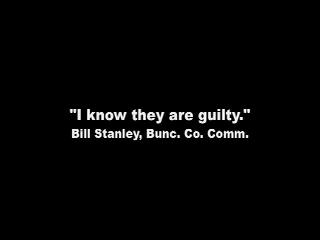 "I know they are guilty."
Bill Stanley, Bunc. Co. Comm.